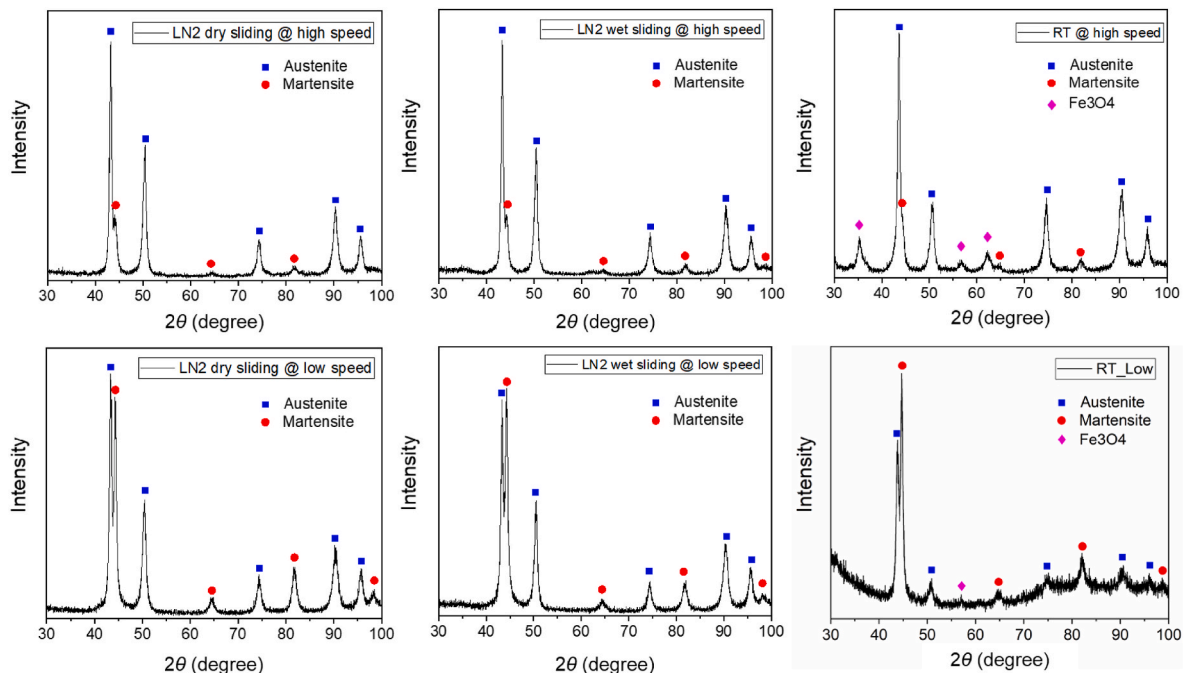 LN2 dry sliding @ high speed
Austenite
Martensite
Intensity
30 40 50 60 70 80 90 100
2θ (degree)
LN2 wet sliding @ high speed
Austenite
Martensite
Intensity
30 40 50 60 70 80 90 100
2θ (degree)
RT @ high speed
Austenite
Martensite
Fe3O4
Intensity
30 40 50 60 70 80 90 100
2θ (degree)
LN2 dry sliding @ low speed
Austenite
Martensite
Intensity
30 40 50 60 70 80 90 100
2θ (degree)
LN2 wet sliding @ low speed
Austenite
Martensite
Intensity
30 40 50 60 70 80 90 100
2θ (degree)
RT_Low
Austenite
Martensite
Fe3O4
Intensity
30 40 50 60 70 80 90 100
2θ (degree)